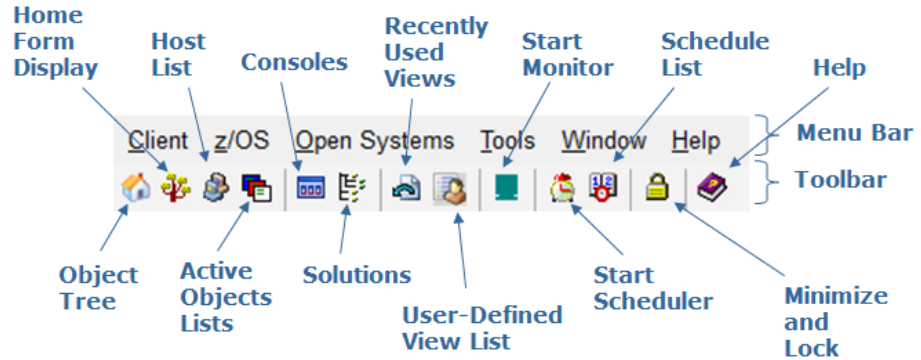 Home
Form
Display
Host
List
Consoles
Recently
Used
Views
Start
Monitor
Schedule
List
Help
Client z/OS Open Systems Tools Window Help
Menu Bar
Toolbar
Object
Tree
Active
Objects
Lists
Solutions
User-Defined
View List
Start
Scheduler
Minimize
and
Lock